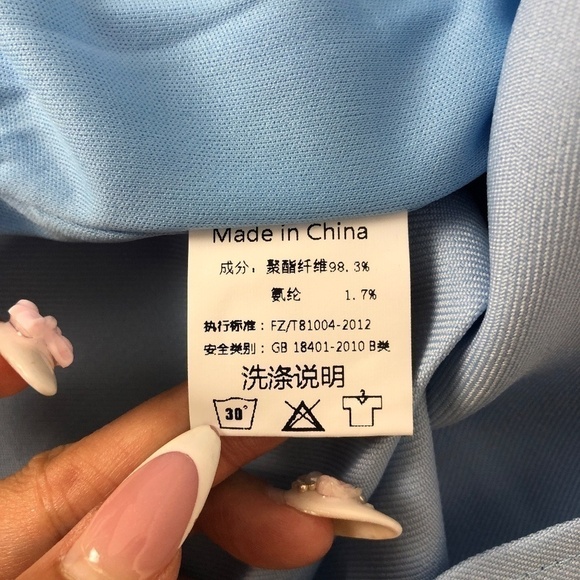 Made in China
成分：聚酯纤维98.3%
氨纶 1.7%
执行标准：FZ/T81004-2012
安全类别：GB 18401-2010 B类
洗涤说明
30°